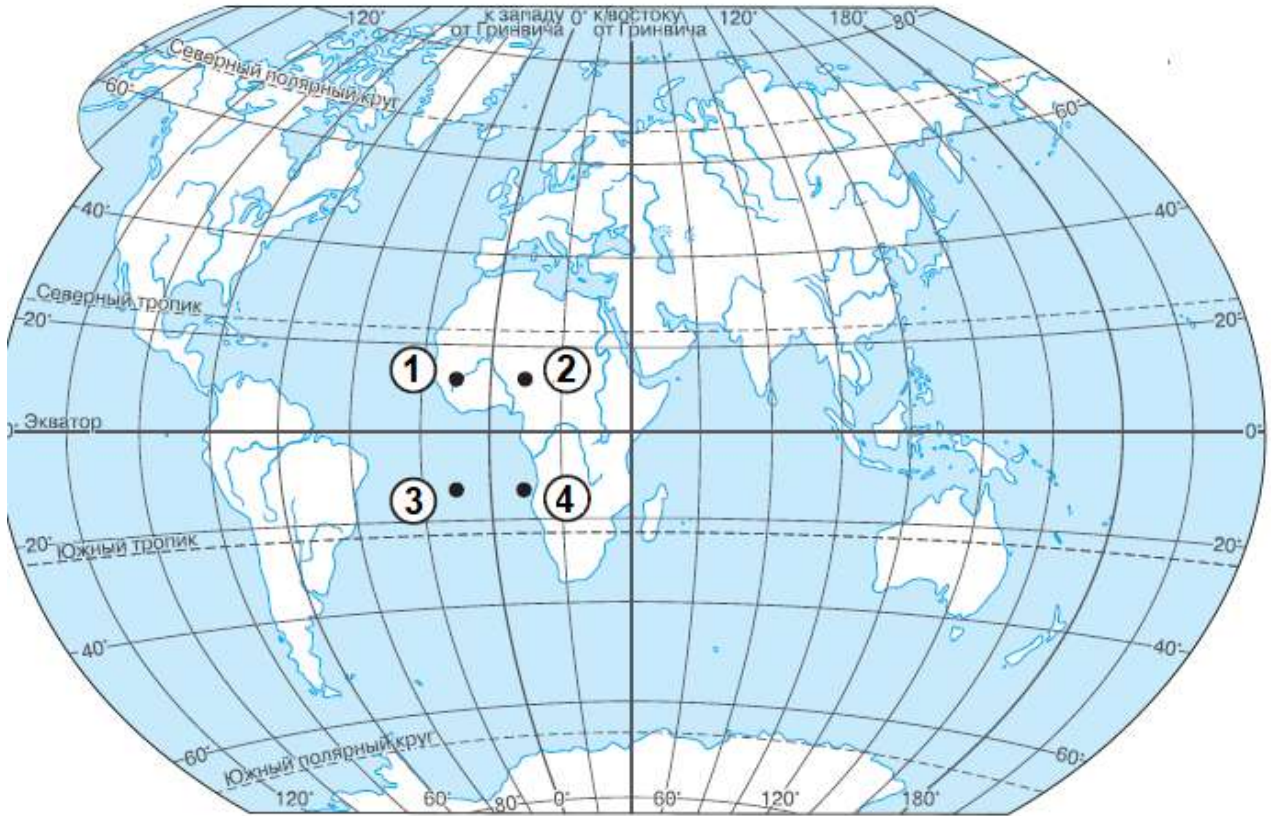 120° к западу 0° к востоку 120° 180° 80°
от Гринвича от Гринвича
Северный полярный круг
60° 60°
40° 40°
Северный тропик
20° 20°
1 2
0° Экватор 0°
3 4
20° Южный тропик 20°
40° 40°
60° Южный полярный круг 60°
120° 60° 80° 0° 60° 120° 180°